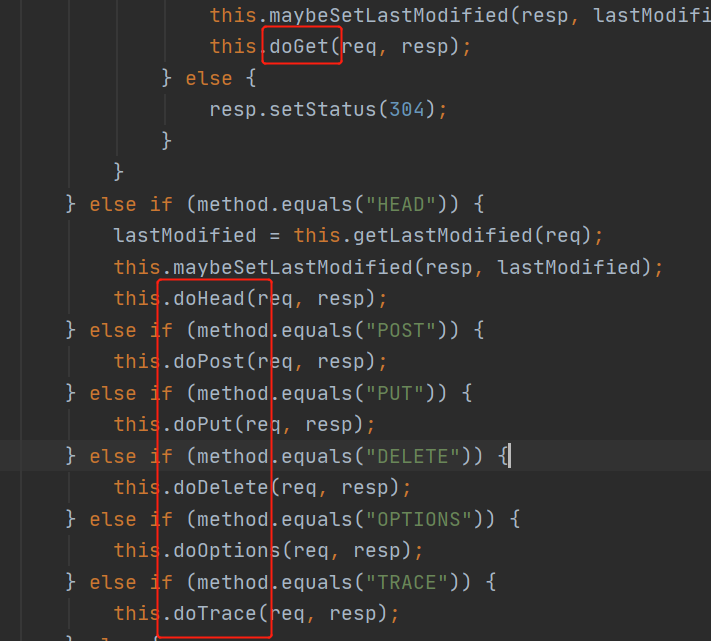 this.maybeSetLastModified(resp, lastModifi
this.doGet(req, resp);
} else {
resp.setStatus(304);
}
}
} else if (method.equals("HEAD")) {
lastModified = this.getLastModified(req);
this.maybeSetLastModified(resp, lastModified);
this.doHead(req, resp);
} else if (method.equals("POST")) {
this.doPost(req, resp);
} else if (method.equals("PUT")) {
this.doPut(req, resp);
} else if (method.equals("DELETE")) {
this.doDelete(req, resp);
} else if (method.equals("OPTIONS")) {
this.doOptions(req, resp);
} else if (method.equals("TRACE")) {
this.doTrace(req, resp);
} else {